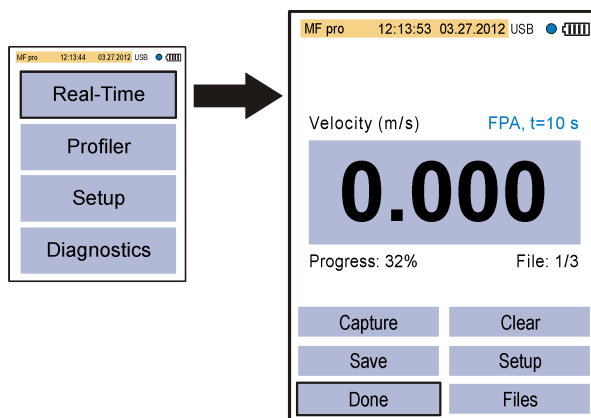 MF pro 12:13:44 03.27.2012 USB
Real-Time
Profiler
Setup
Diagnostics
MF pro 12:13:53 03.27.2012 USB
Velocity (m/s) FPA, t=10 s
0.000
Progress: 32% File: 1/3
Capture Clear
Save Setup
Done Files